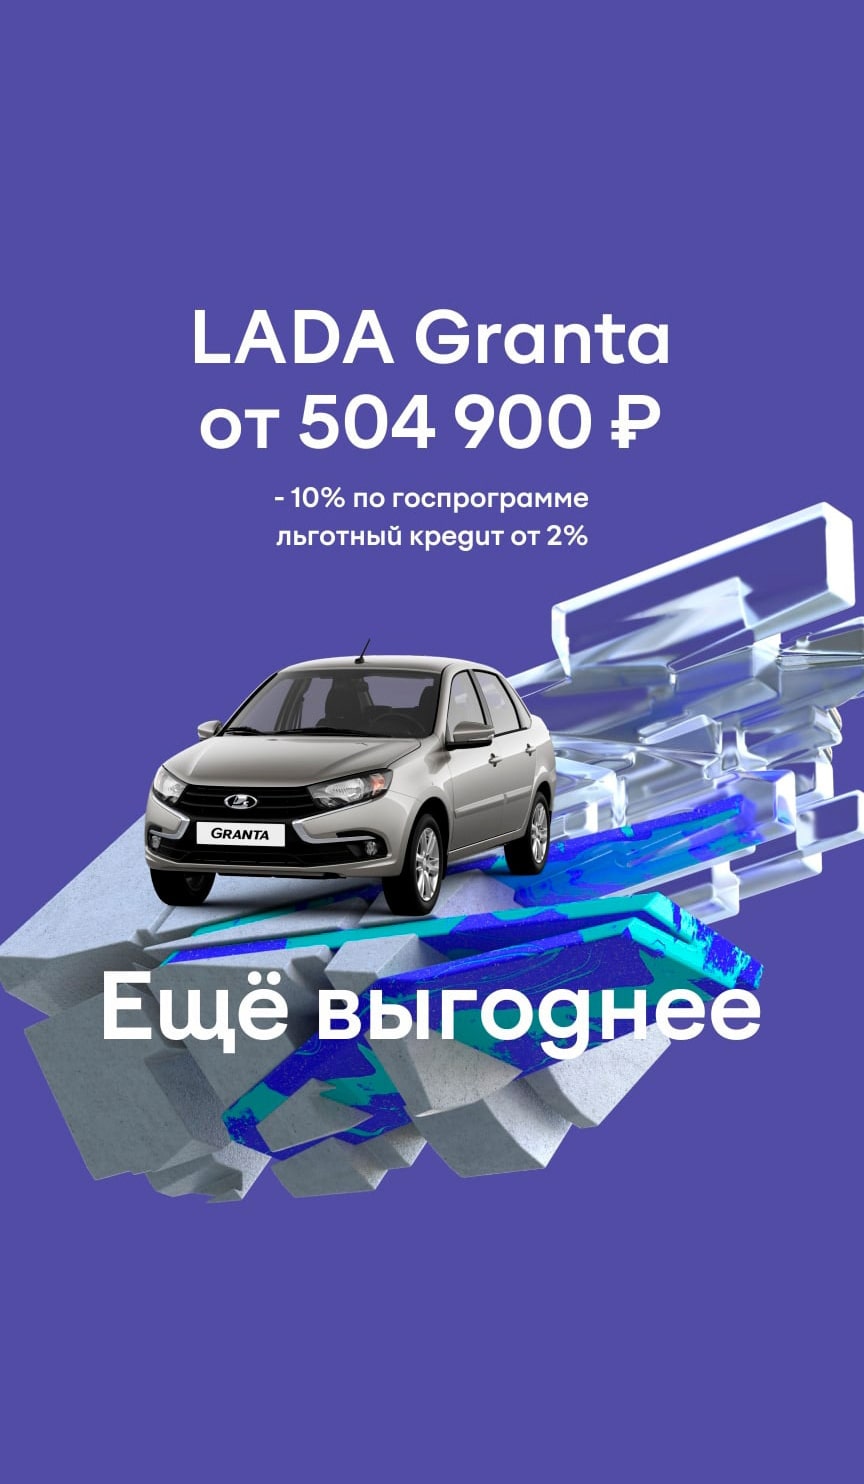 LADA Granta
от 504 900 ₽
- 10% по госпрограмме
льготный кредит от 2%
GRANTA
Ещё выгоднее